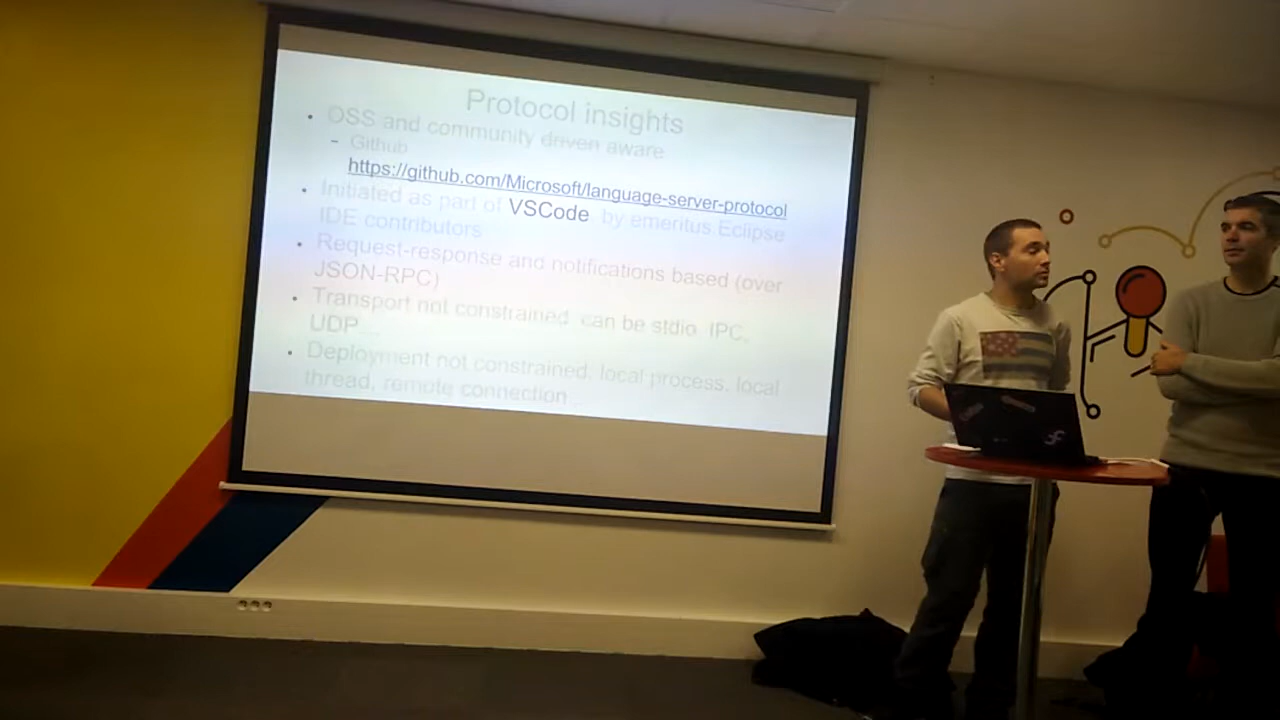 Protocol insights
• OSS and community driven aware
– Github
https://github.com/Microsoft/language-server-protocol
• Initiated as part of VSCode by emeritus Eclipse
IDE contributors
• Request-response and notifications based (over
JSON-RPC)
• Transport not constrained, can be stdio, IPC,
UDP...
• Deployment not constrained, local process, local
thread, remote connection...